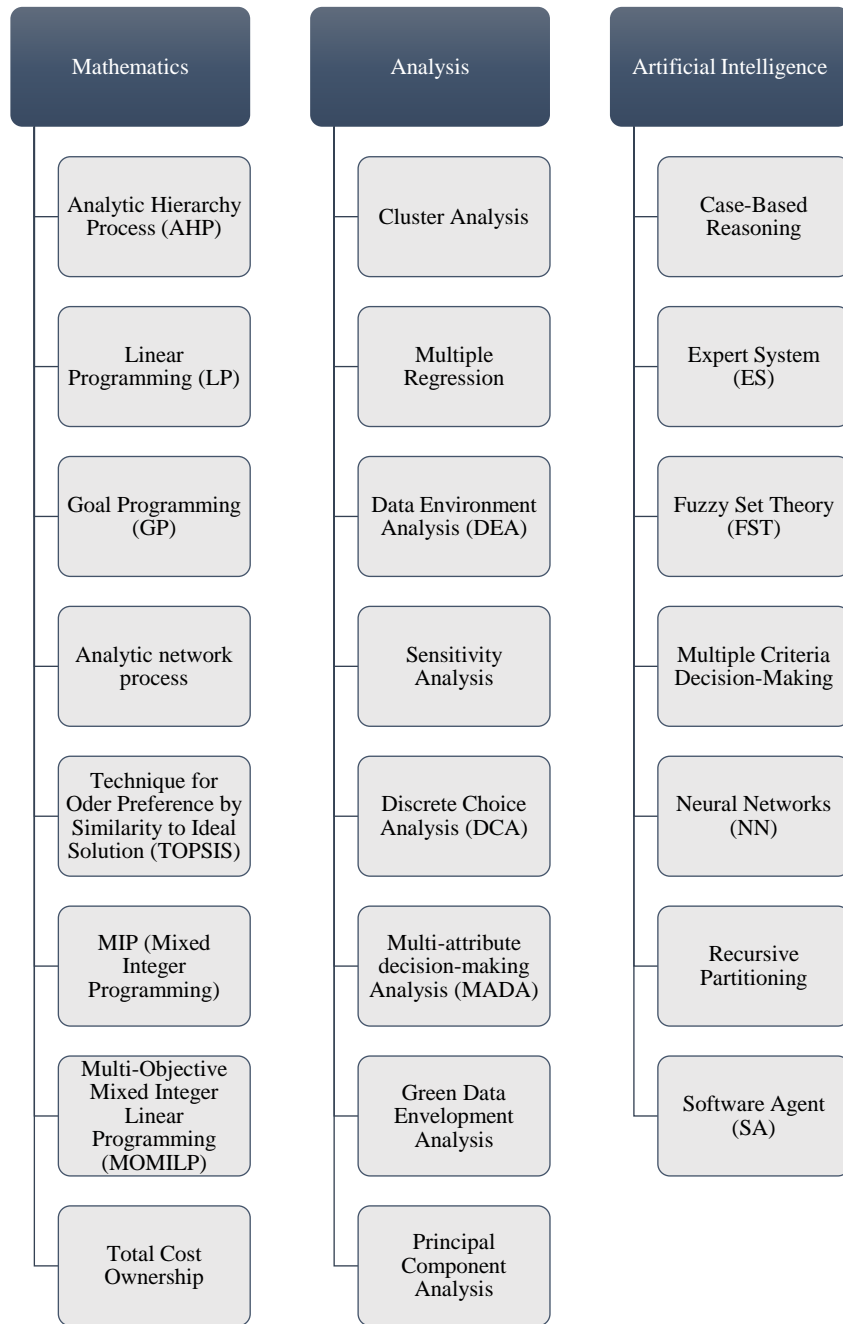 Mathematics
Analytic Hierarchy
Process (AHP)
Linear
Programming (LP)
Goal Programming
(GP)
Analytic network
process
Technique for
Oder Preference by
Similarity to Ideal
Solution (TOPSIS)
MIP (Mixed
Integer
Programming)
Multi-Objective
Mixed Integer
Linear
Programming
(MOMILP)
Total Cost
Ownership
Analysis
Cluster Analysis
Multiple
Regression
Data Environment
Analysis (DEA)
Sensitivity
Analysis
Discrete Choice
Analysis (DCA)
Multi-attribute
decision-making
Analysis (MADA)
Green Data
Envelopment
Analysis
Principal
Component
Analysis
Artificial Intelligence
Case-Based
Reasoning
Expert System
(ES)
Fuzzy Set Theory
(FST)
Multiple Criteria
Decision-Making
Neural Networks
(NN)
Recursive
Partitioning
Software Agent
(SA)